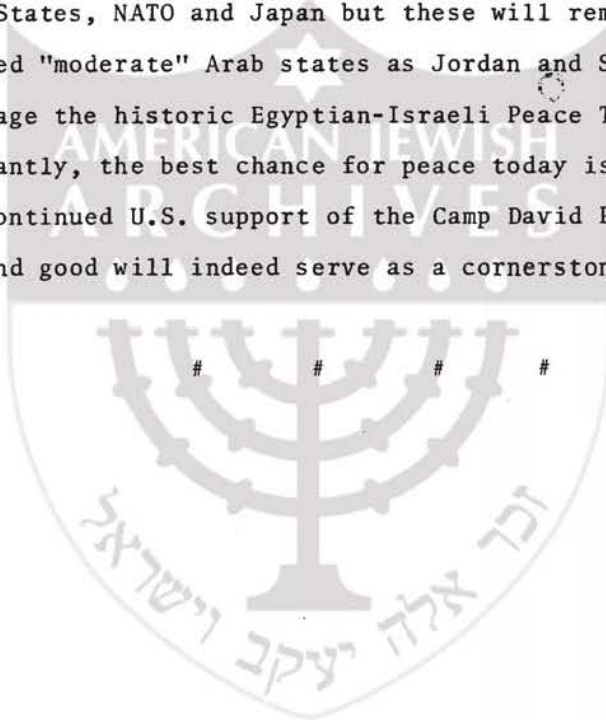 States, NATO and Japan but these will rem
ed "moderate" Arab states as Jordan and S
age the historic Egyptian-Israeli Peace T
antly, the best chance for peace today is
ontinued U.S. support of the Camp David P
nd good will indeed serve as a cornerston
# # # #
AMERICAN JEWISH
ARCHIVES
זכר אלה יעקב וישראל